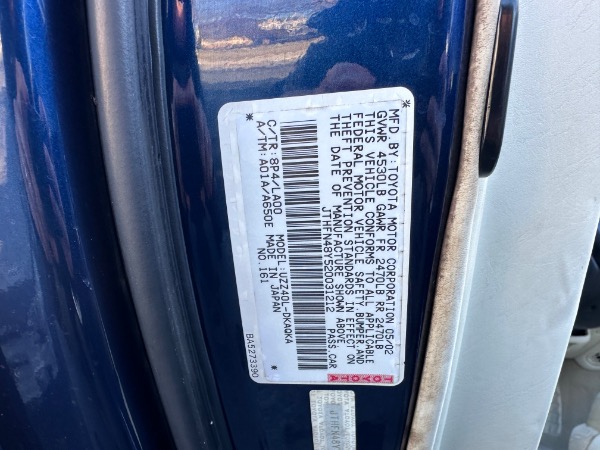 MFD. BY: TOYOTA MOTOR CORPORATION 05/02
GVWR 4530LB GAWR FR 2470LB RR 2470LB
THIS VEHICLE CONFORMS TO ALL APPLICABLE
FEDERAL MOTOR VEHICLE SAFETY, BUMPER,AND
THEFT PREVENTION STANDARDS IN EFFECT ON
THE DATE OF MANUFACTURE SHOWN ABOVE.
JTHFN48Y520031212 PASS.CAR
C/TR: 8P4/LA00 MODEL: UZZ40L-DKAQKA
A/TM: A01A/A650E MADE IN JAPAN
NO.161
BA5273390
TOYOTA
TOYOTA